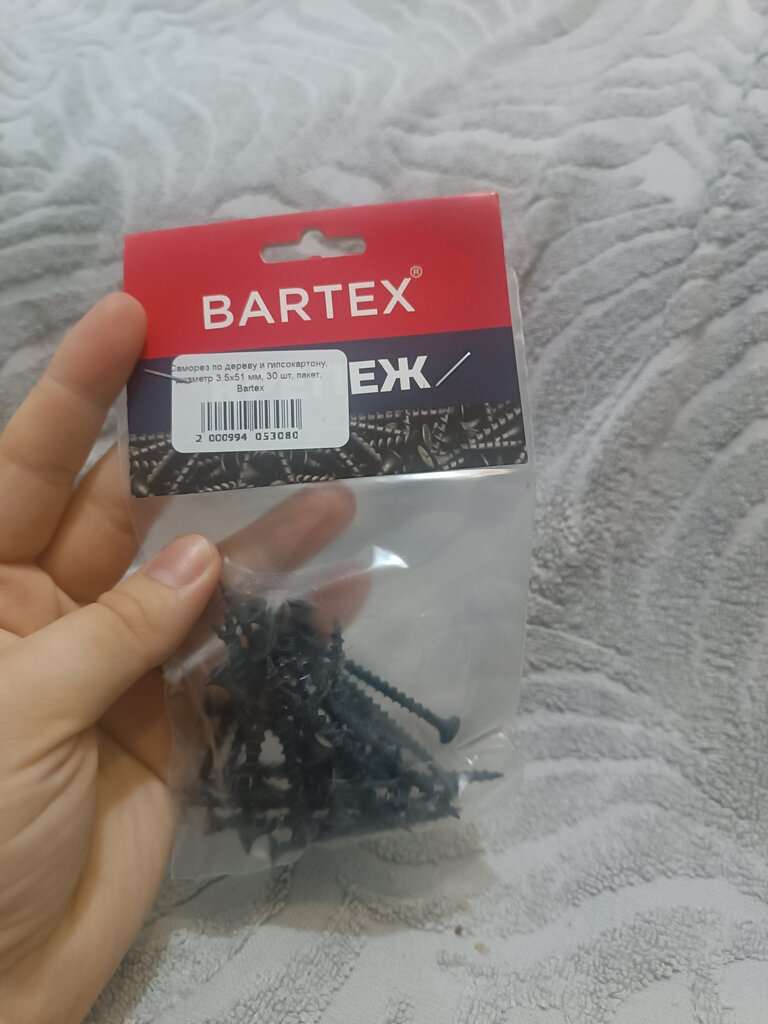 BARTEX®
ЕЖ
Саморез по дереву и гипсокартону,
диаметр 3.5х51 мм, 30 шт, пакет,
Bartex
2 000994 053080